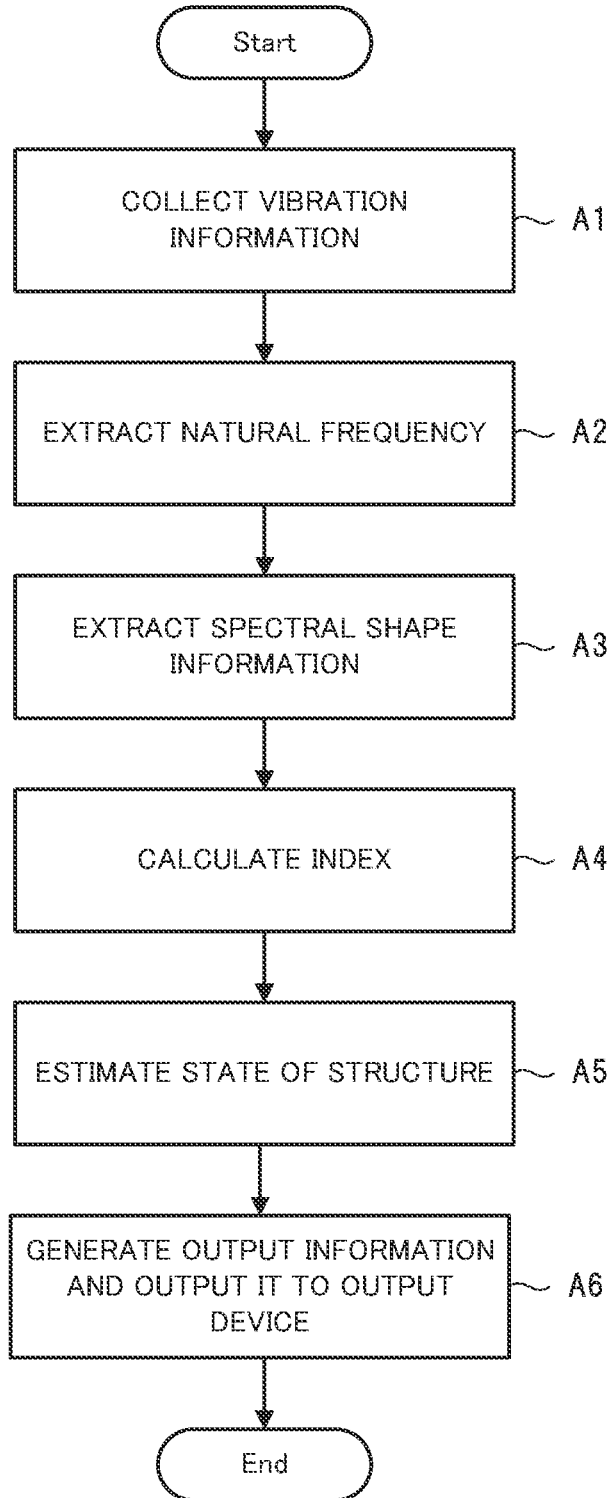 Start
COLLECT VIBRATION
INFORMATION
A1
EXTRACT NATURAL FREQUENCY
A2
EXTRACT SPECTRAL SHAPE
INFORMATION
A3
CALCULATE INDEX
A4
ESTIMATE STATE OF STRUCTURE
A5
GENERATE OUTPUT INFORMATION
AND OUTPUT IT TO OUTPUT
DEVICE
A6
End